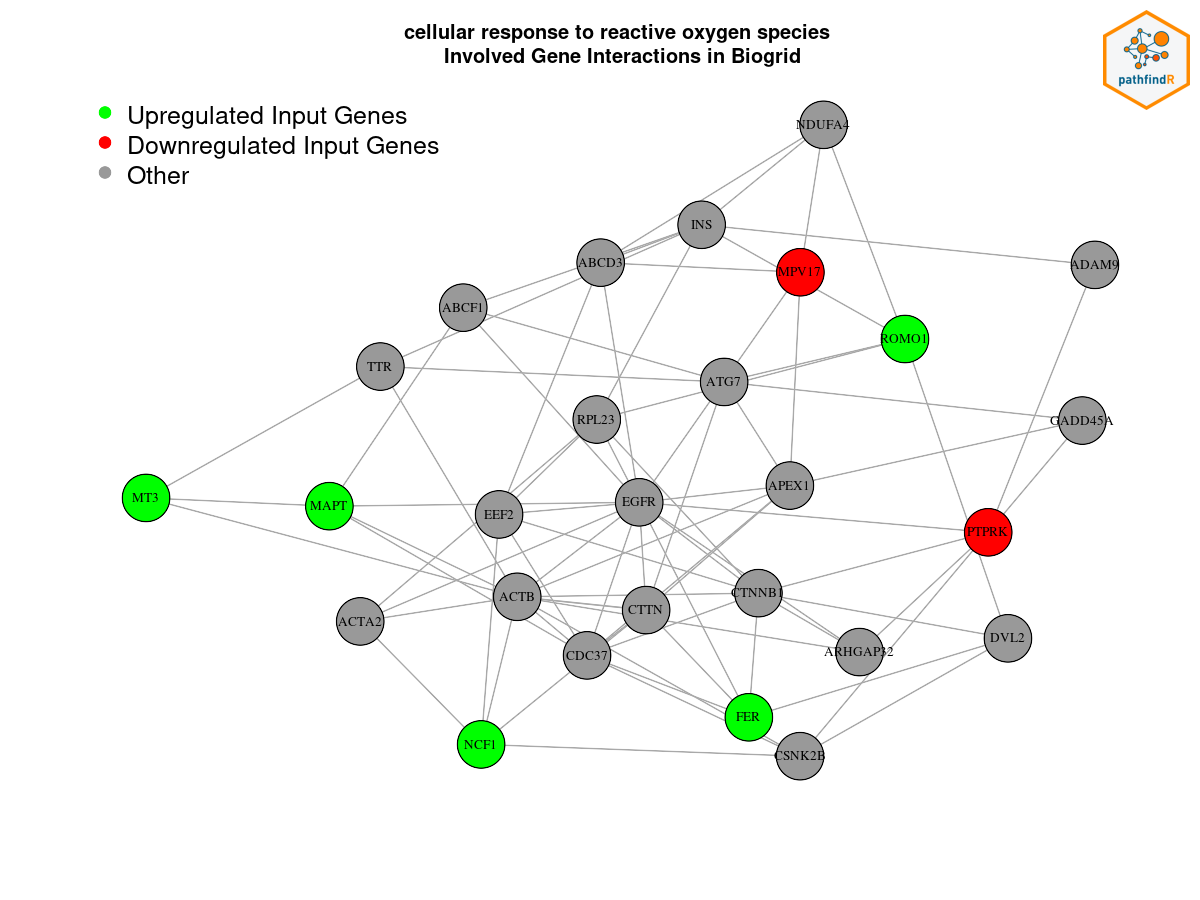 cellular response to reactive oxygen species
Involved Gene Interactions in Biogrid
pathfindR
Upregulated Input Genes
Downregulated Input Genes
Other
NDUFA4
INS
ABCD3
MPV17
ADAM9
ABCF1
ROMO1
TTR
ATG7
RPL23
GADD45A
MT3
MAPT
EEF2
EGFR
APEX1
PTPRK
ACTA2
ACTB
CTTN
CTNNB1
CDC37
ARHGAP32
DVL2
NCF1
FER
CSNK2B